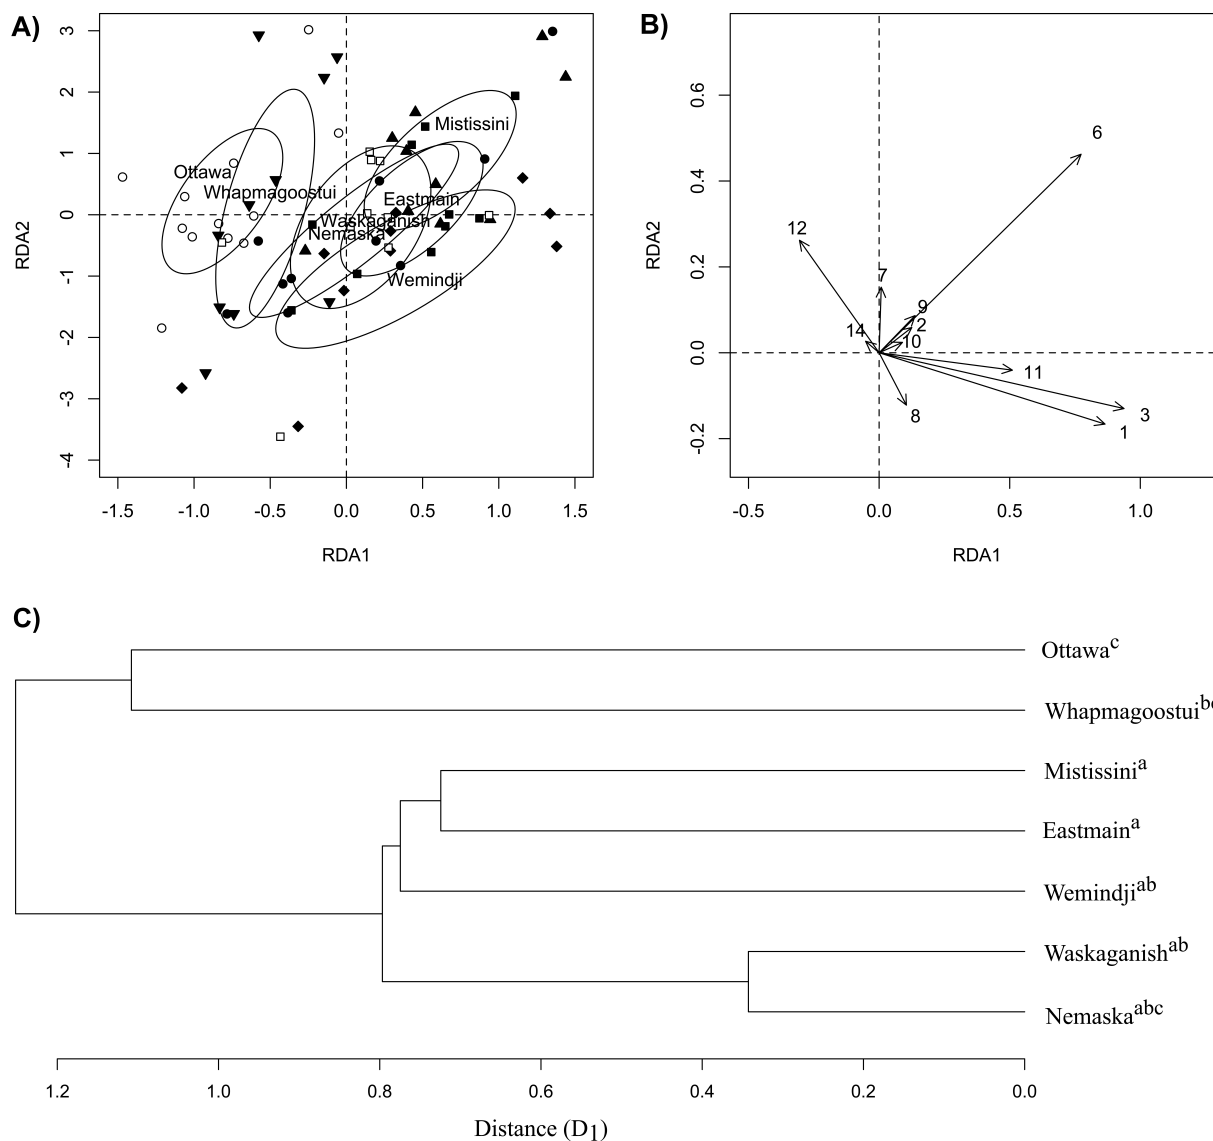 A)
3
2
1
0
-1
-2
-3
-4
RDA2
Mistissini
Ottawa
Whapmagoostui
Eastmain
Waskaganish
Nemaska
Wemindji
-1.5 -1.0 -0.5 0.0 0.5 1.0 1.5
RDA1
B)
0.6
0.4
0.2
0.0
-0.2
RDA2
6
12
7
9
2
14
10
11
3
8
1
-0.5 0.0 0.5 1.0
RDA1
C)
Ottawa^c
Whapmagoostui^b
Mistissini^a
Eastmain^a
Wemindji^ab
Waskaganish^ab
Nemaska^abc
1.2 1.0 0.8 0.6 0.4 0.2 0.0
Distance (D1)